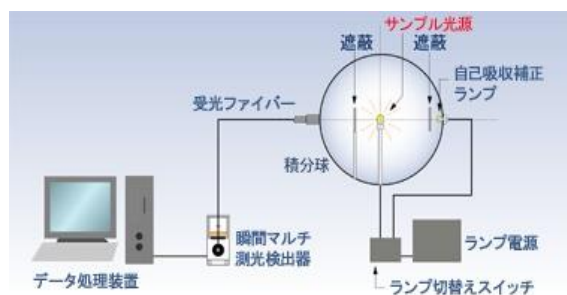 サンプル光源
遮蔽
遮蔽
自己吸収補正
ランプ
受光ファイバー
積分球
瞬間マルチ
測光検出器
ランプ電源
データ処理装置
ランプ切替えスイッチ